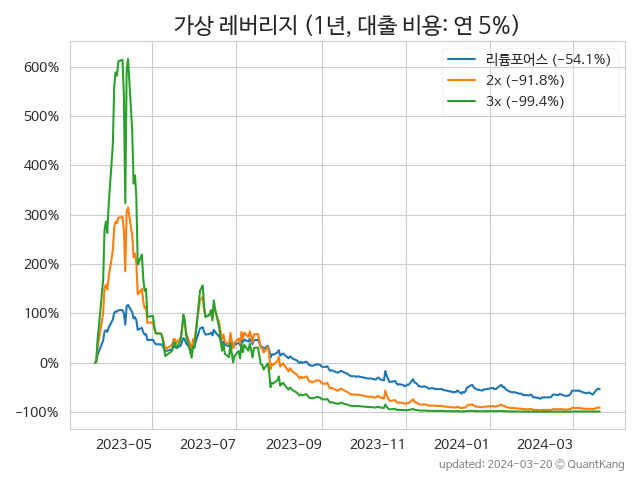 가상 레버리지 (1년, 대출 비용: 연 5%)
리튬포어스 (-54.1%)
2x (-91.8%)
3x (-99.4%)
600%
500%
400%
300%
200%
100%
0%
-100%
2023-05
2023-07
2023-09
2023-11
2024-01
2024-03
updated: 2024-03-20 © QuantKang